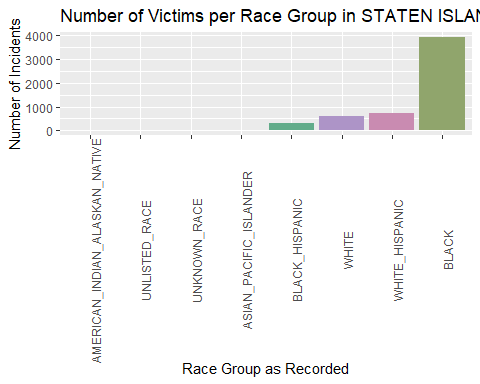 Number of Victims per Race Group in STATEN ISLAN
Number of Incidents
4000
3000
2000
1000
0
AMERICAN_INDIAN_ALASKAN_NATIVE
UNLISTED_RACE
UNKNOWN_RACE
ASIAN_PACIFIC_ISLANDER
BLACK_HISPANIC
WHITE
WHITE_HISPANIC
BLACK
Race Group as Recorded